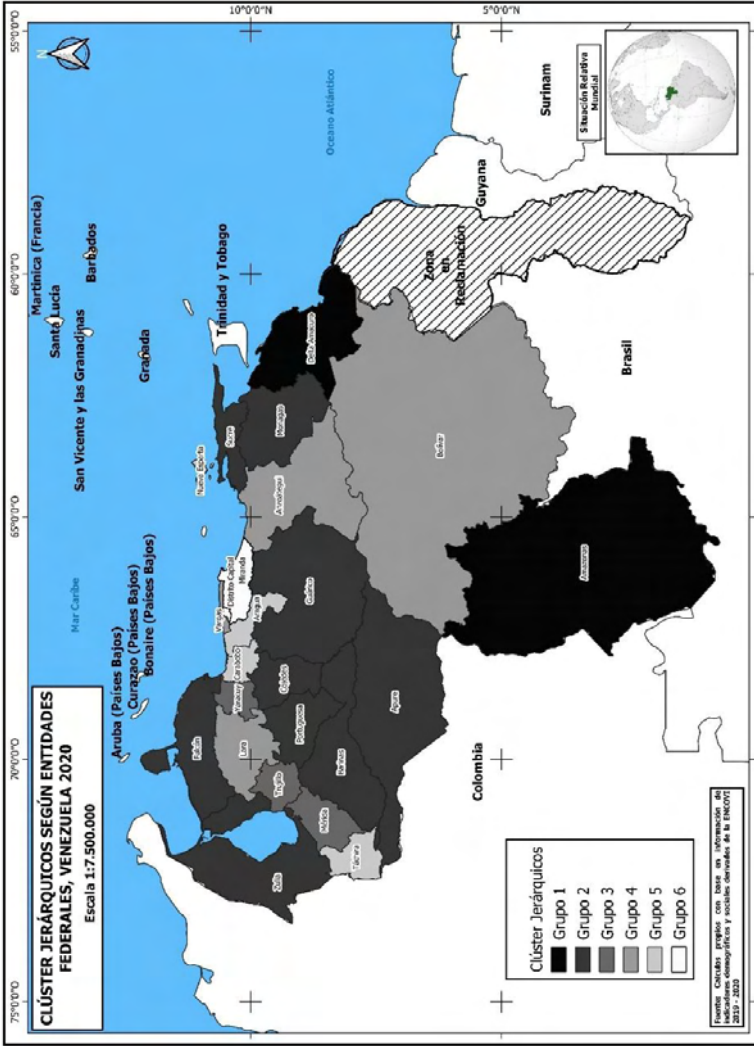 CLÚSTER JERÁRQUICOS SEGÚN ENTIDADES
FEDERALES, VENEZUELA 2020
Escala 1:7.500.000
75°0'0"O
70°0'0"O
65°0'0"O
60°0'0"O
55°0'0"O
10°0'0"N
5°0'0"N
N
Mar Caribe
Oceano Atlántico
Martinica (Francia)
Santa Lucía
Barbados
San Vicente y las Granadinas
Granada
Trinidad y Tobago
Aruba (Países Bajos)
Curazao (Países Bajos)
Bonaire (Países Bajos)
Nueva Esparta
Falcón
Zulia
Lara
Yaracuy
Carabobo
Vargas
Distrito Capital
Miranda
Aragua
Trujillo
Mérida
Táchira
Portuguesa
Cojedes
Barinas
Guárico
Apure
Anzoátegui
Sucre
Monagas
Delta Amacuro
Bolívar
Amazonas
Zona
en
Reclamación
Guyana
Surinam
Brasil
Colombia
Clúster Jerárquicos
Grupo 1
Grupo 2
Grupo 3
Grupo 4
Grupo 5
Grupo 6
Situación Relativa
Mundial
Fuente: Calculos propios con base en información de
indicadores demográficos y sociales derivados de la ENCOVI
2019 - 2020